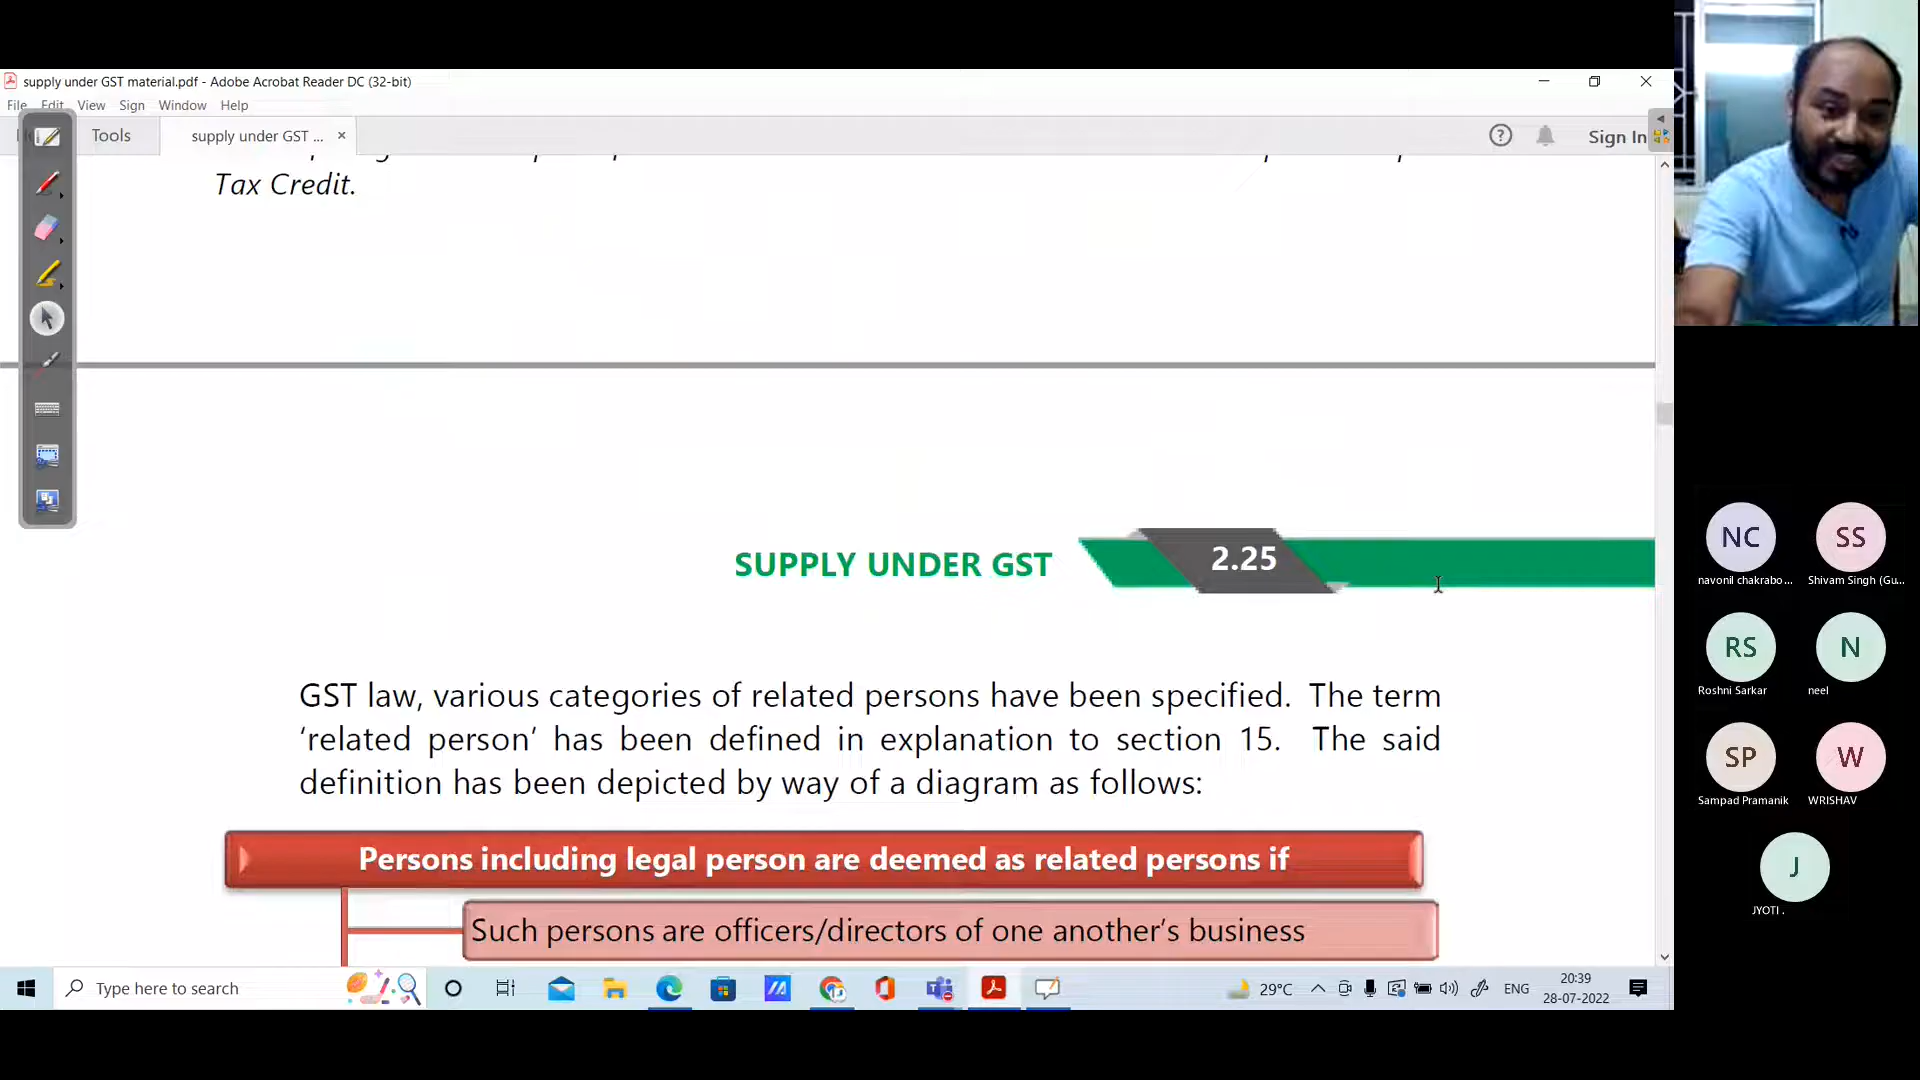 supply under GST material.pdf - Adobe Acrobat Reader DC (32-bit)
File Edit View Sign Window Help
Tools
supply under GST ...
Sign In
Tax Credit.
SUPPLY UNDER GST 2.25
GST law, various categories of related persons have been specified. The term
‘related person’ has been defined in explanation to section 15. The said
definition has been depicted by way of a diagram as follows:
Persons including legal person are deemed as related persons if
Such persons are officers/directors of one another’s business
NC SS
navonil chakrabo... Shivam Singh (Gu...
RS N
Roshni Sarkar neel
SP W
Sampad Pramanik WRISHAV
J
JYOTI .
Type here to search
29°C ENG
20:39
28-07-2022